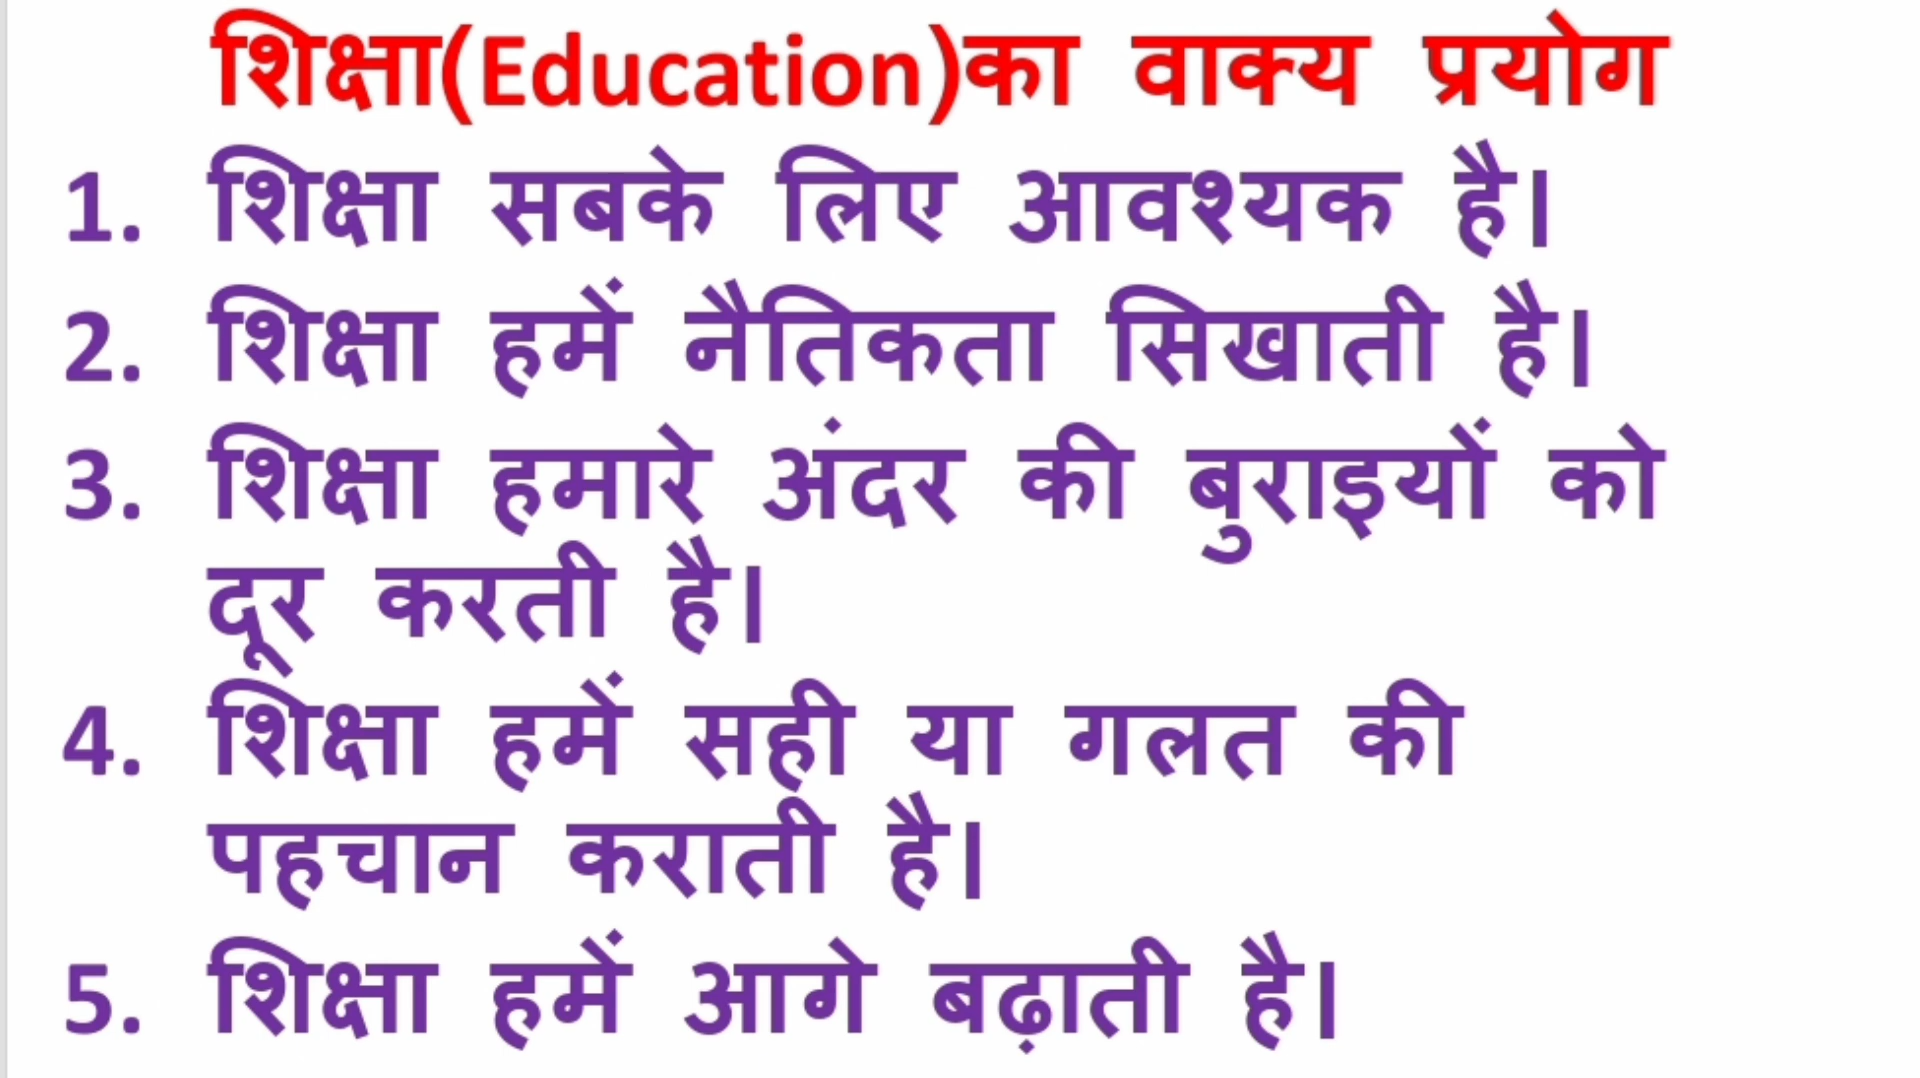 शिक्षा(Education)का वाक्य प्रयोग
1. शिक्षा सबके लिए आवश्यक है।
2. शिक्षा हमें नैतिकता सिखाती है।
3. शिक्षा हमारे अंदर की बुराइयों को
दूर करती है।
4. शिक्षा हमें सही या गलत की
पहचान कराती है।
5. शिक्षा हमें आगे बढ़ाती है।